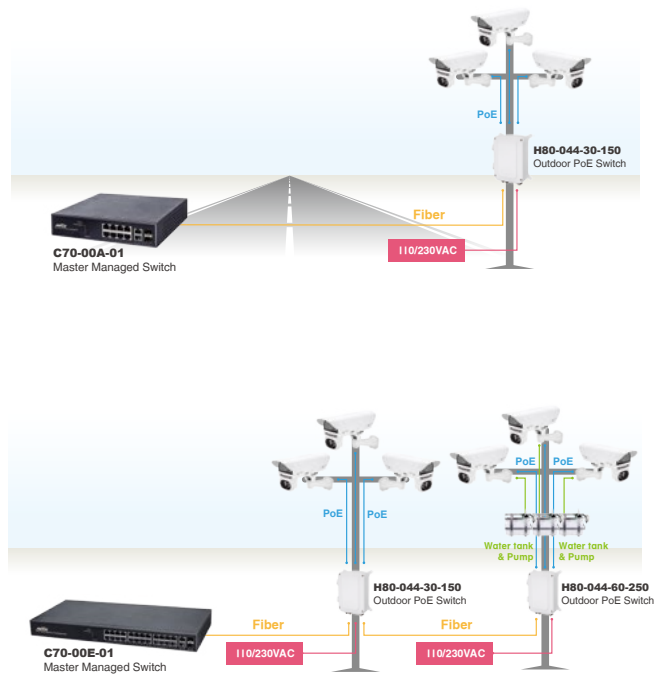 PoE
H80-044-30-150
Outdoor PoE Switch
Fiber
110/230VAC
C70-00A-01
Master Managed Switch
PoE PoE
PoE PoE
Water tank & Pump
Water tank & Pump
H80-044-30-150
Outdoor PoE Switch
H80-044-60-250
Outdoor PoE Switch
Fiber
Fiber
110/230VAC
110/230VAC
C70-00E-01
Master Managed Switch